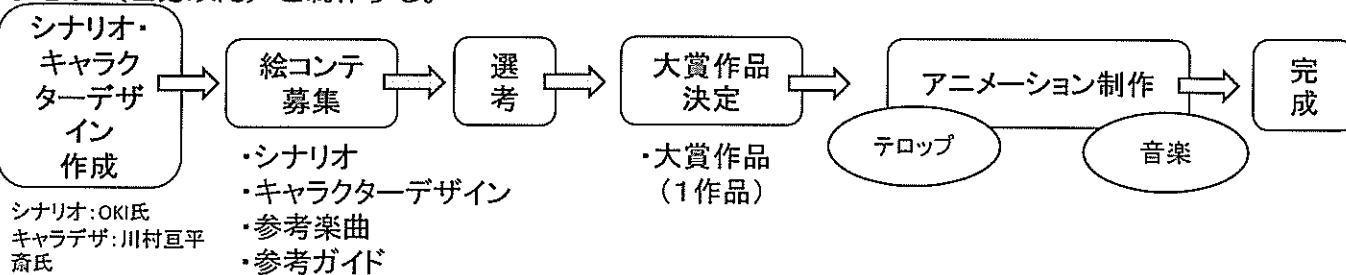 シナリオ・
キャラク
ターデザ
イン
作成
絵コンテ
募集
選
考
大賞作品
決定
アニメーション制作
完
成
テロップ
音楽
・シナリオ
・キャラクターデザイン
・参考楽曲
・参考ガイド
・大賞作品
(1作品)
シナリオ:OKI氏
キャラデザ:川村亘平
斎氏